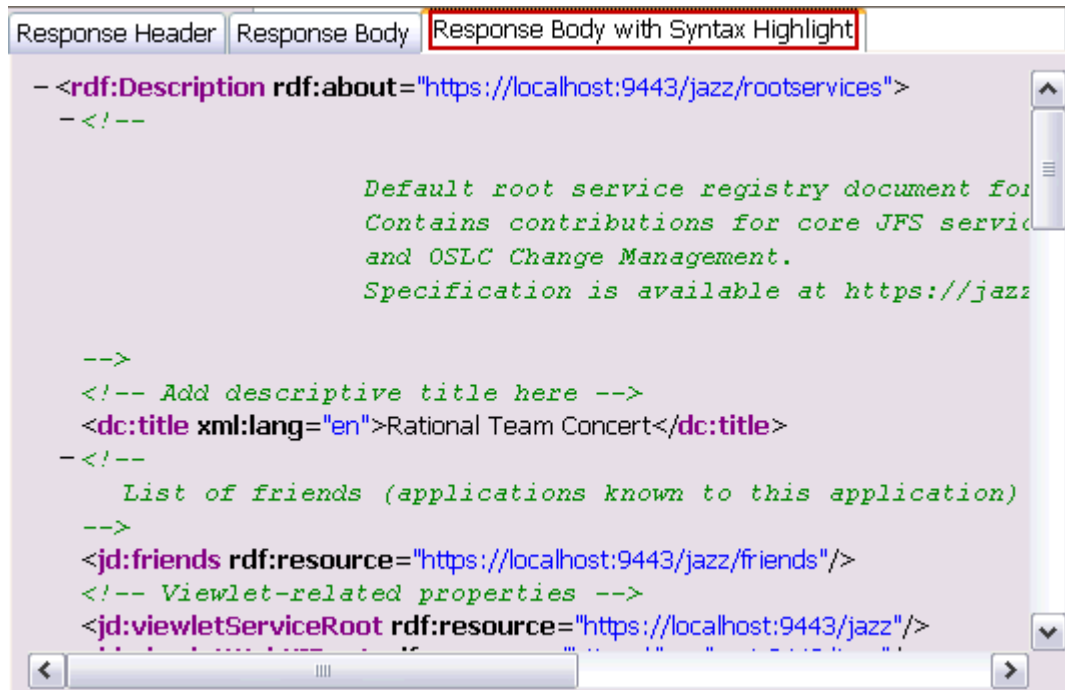 Response Header Response Body Response Body with Syntax Highlight
– <rdf:Description rdf:about="https://localhost:9443/jazz/rootservices">
– <!--
Default root service registry document for
Contains contributions for core JFS servic
and OSLC Change Management.
Specification is available at https://jazz
-->
<!-- Add descriptive title here -->
<dc:title xml:lang="en">Rational Team Concert</dc:title>
– <!--
List of friends (applications known to this application)
-->
<jd:friends rdf:resource="https://localhost:9443/jazz/friends"/>
<!-- Viewlet-related properties -->
<jd:viewletServiceRoot rdf:resource="https://localhost:9443/jazz"/>